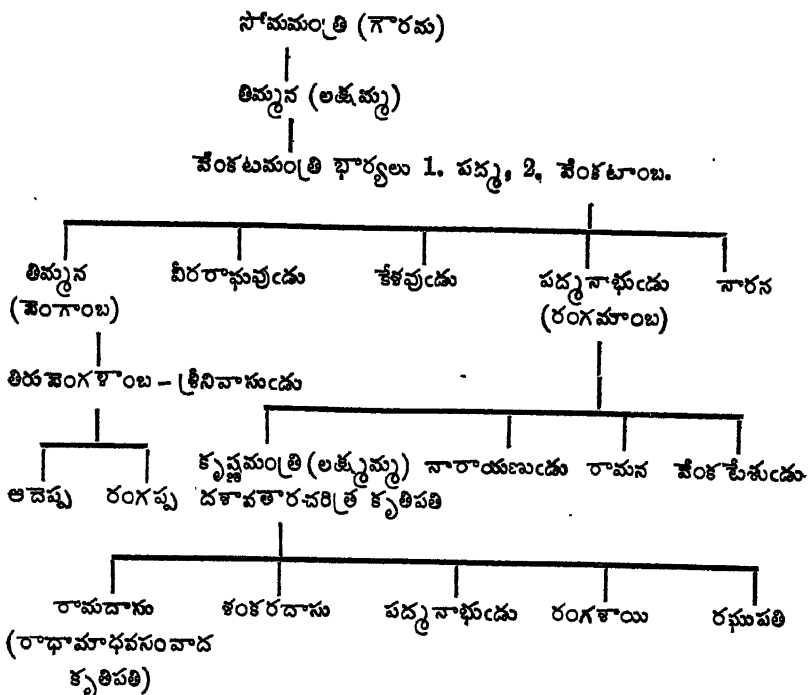 సోమమంత్రి (గౌరమ)
తిమ్మన (లక్షమ్మ)
వేంకటమంత్రి భార్యలు 1. పద్మ, 2, వేంకటాంబ.
తిమ్మన వీరరాఘవుఁడు కేళవుఁడు పద్మనాభుఁడు నారన
(వెంగాంబ) (రంగమాంబ)
తిరువెంగళాంబ – శ్రీనివాసుఁడు
కృష్ణమంత్రి (లక్ష్మమ్మ) నారాయణుఁడు రామన వేంకటేశుఁడు
ఆదెప్ప రంగప్ప దశావతారచరిత్ర కృతిపతి
రామదాసు శంకరదాసు పద్మనాభుఁడు రంగశాయి రఘుపతి
(రాధామాధవసంవాద
కృతిపతి)